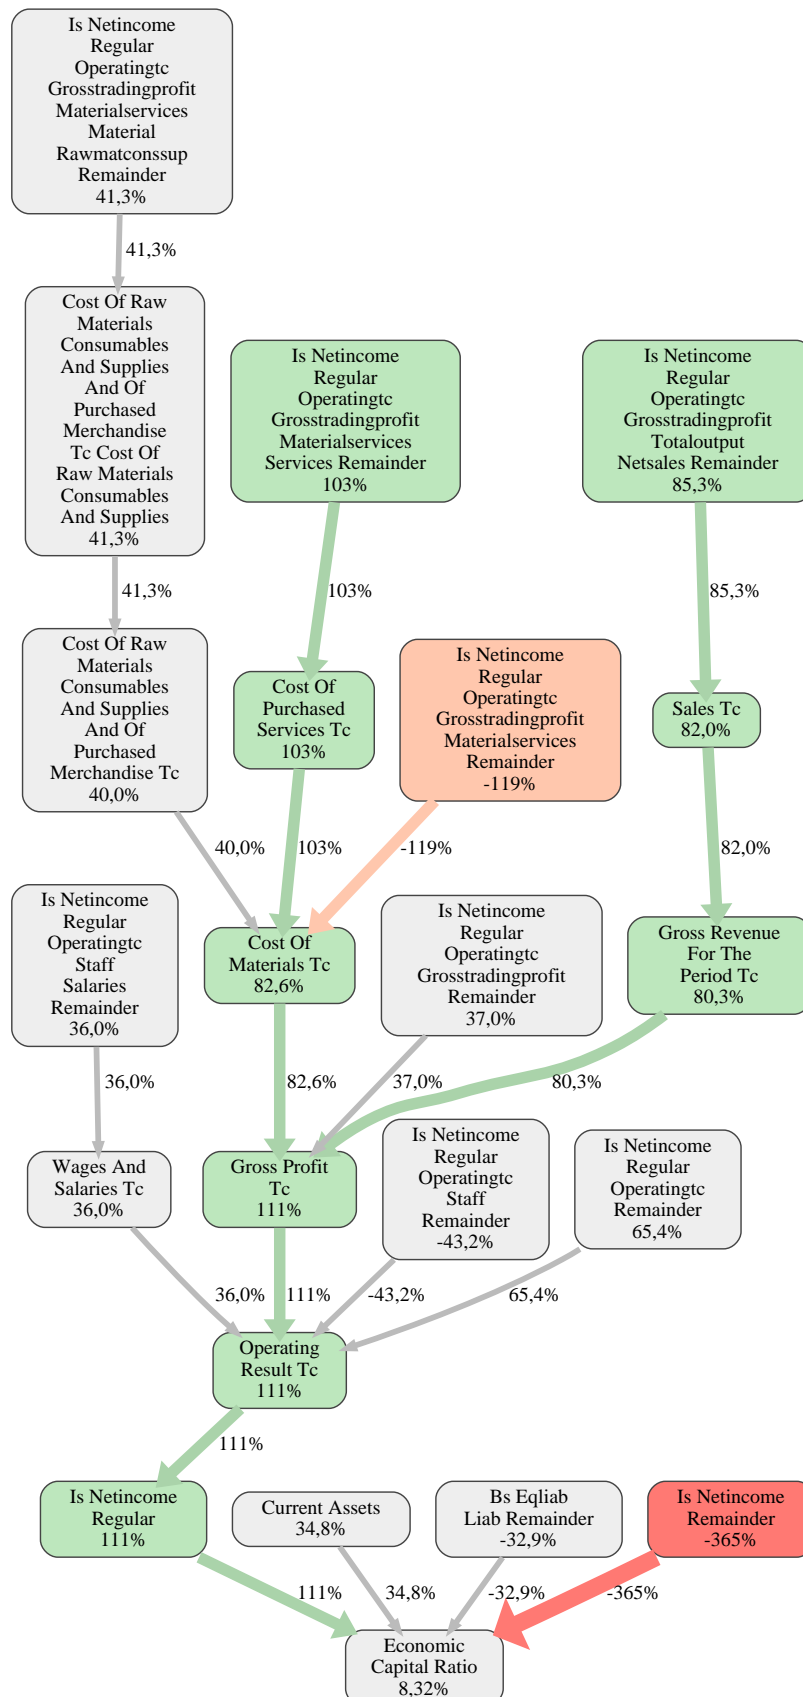 Is Netincome
Regular
Operatingtc
Grosstradingprofit
Materialservices
Material
Rawmatconssup
Remainder
41,3%
41,3%
Cost Of Raw
Materials
Consumables
And Supplies
And Of
Purchased
Merchandise
Tc Cost Of
Raw Materials
Consumables
And Supplies
41,3%
Is Netincome
Regular
Operatingtc
Grosstradingprofit
Materialservices
Services Remainder
103%
Is Netincome
Regular
Operatingtc
Grosstradingprofit
Totaloutput
Netsales Remainder
85,3%
41,3%
103%
85,3%
Cost Of Raw
Materials
Consumables
And Supplies
And Of
Purchased
Merchandise Tc
40,0%
Cost Of
Purchased
Services Tc
103%
Is Netincome
Regular
Operatingtc
Grosstradingprofit
Materialservices
Remainder
-119%
Sales Tc
82,0%
40,0%
103%
-119%
82,0%
Is Netincome
Regular
Operatingtc
Staff
Salaries
Remainder
36,0%
Cost Of
Materials Tc
82,6%
Is Netincome
Regular
Operatingtc
Grosstradingprofit
Remainder
37,0%
Gross Revenue
For The
Period Tc
80,3%
36,0%
82,6%
37,0%
80,3%
Wages And
Salaries Tc
36,0%
Gross Profit
Tc
111%
Is Netincome
Regular
Operatingtc
Staff
Remainder
-43,2%
Is Netincome
Regular
Operatingtc
Remainder
65,4%
36,0%
111%
-43,2%
65,4%
Operating
Result Tc
111%
111%
Is Netincome
Regular
111%
Current Assets
34,8%
Bs Eqliab
Liab Remainder
-32,9%
Is Netincome
Remainder
-365%
111%
34,8%
-32,9%
-365%
Economic
Capital Ratio
8,32%